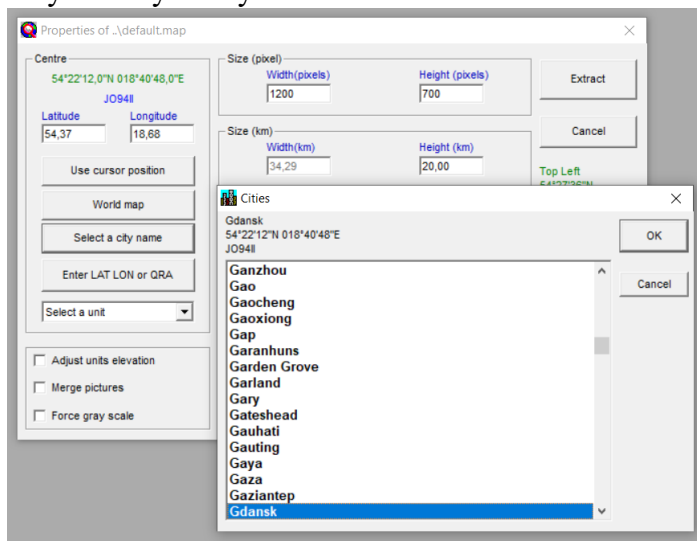 Properties of ..\default.map
Centre
54°22'12,0"N 018°40'48,0"E
JO94II
Latitude
Longitude
54,37
18,68
Use cursor position
World map
Select a city name
Enter LAT LON or QRA
Select a unit
Adjust units elevation
Merge pictures
Force gray scale
Size (pixel)
Width(pixels)
Height (pixels)
1200
700
Size (km)
Width(km)
Height (km)
34,29
20,00
Extract
Cancel
Top Left
Cities
Gdansk
54°22'12"N 018°40'48"E
JO94II
Ganzhou
Gao
Gaocheng
Gaoxiong
Gap
Garanhuns
Garden Grove
Garland
Gary
Gateshead
Gauhati
Gauting
Gaya
Gaza
Gaziantep
Gdansk
OK
Cancel